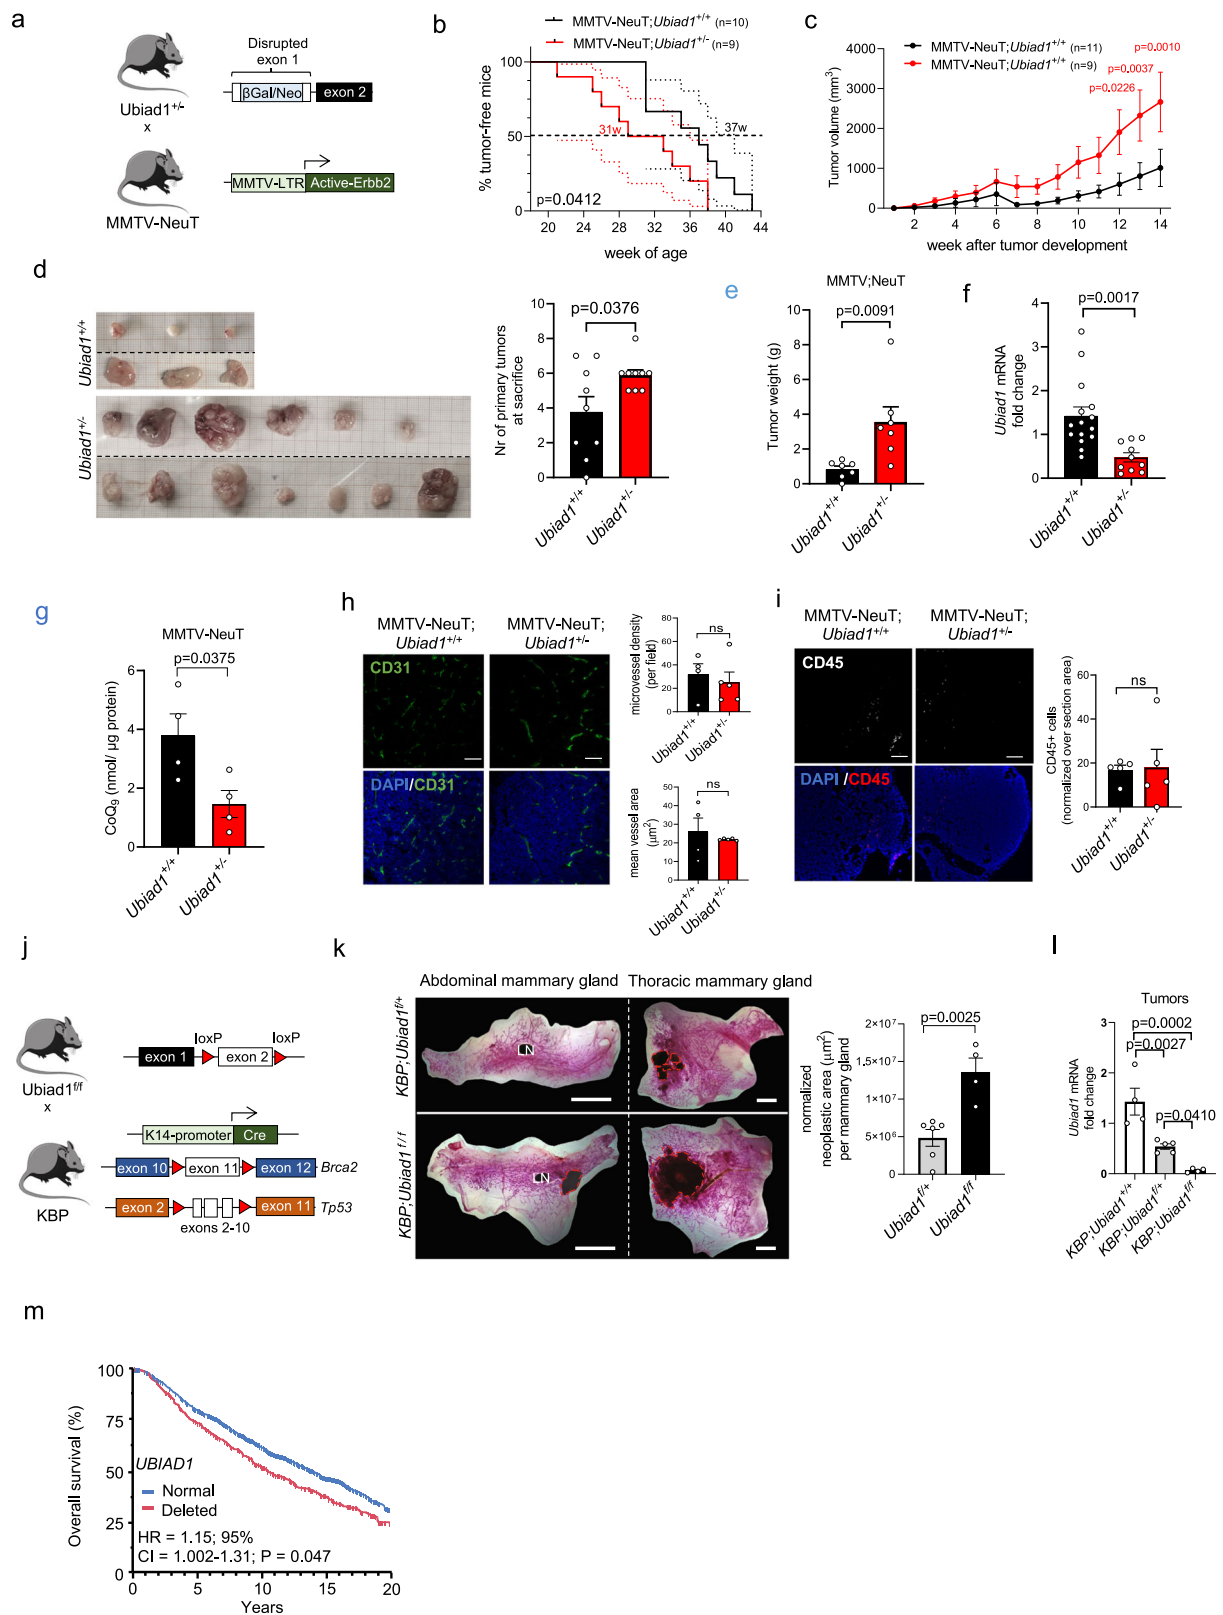 a
Disrupted
exon 1
βGal/Neo
exon 2
Ubiad1+/-
x
MMTV-LTR
Active-Erbb2
MMTV-NeuT
b
MMTV-NeuT;Ubiad1+/+ (n=10)
MMTV-NeuT;Ubiad1+/- (n=9)
% tumor-free mice
100
50
0
31w
37w
p=0.0412
20 24 28 32 36 40 44
week of age
c
MMTV-NeuT;Ubiad1+/+ (n=11)
MMTV-NeuT;Ubiad1+/+ (n=9)
p=0.0010
p=0.0037
p=0.0226
Tumor volume (mm3)
4000
3000
2000
1000
0
2 4 6 8 10 12 14
week after tumor development
d
Ubiad1+/+
Ubiad1+/-
Nr of primary tumors
at sacrifice
10
8
6
4
2
0
p=0.0376
Ubiad1+/+
Ubiad1+/-
e
MMTV;NeuT
p=0.0091
Tumor weight (g)
10
8
6
4
2
0
Ubiad1+/+
Ubiad1+/-
f
p=0.0017
Ubiad1 mRNA
fold change
4
3
2
1
0
Ubiad1+/+
Ubiad1+/-
g
MMTV-NeuT
p=0.0375
CoQ9 (nmol/ µg protein)
6
4
2
0
Ubiad1+/+
Ubiad1+/-
h
MMTV-NeuT;
Ubiad1+/+
MMTV-NeuT;
Ubiad1+/-
CD31
DAPI/CD31
microvessel density
(per field)
80
60
40
20
0
ns
Ubiad1+/+
Ubiad1+/-
mean vessel area
(µm2)
50
40
30
20
10
0
ns
Ubiad1+/+
Ubiad1+/-
i
MMTV-NeuT;
Ubiad1+/+
MMTV-NeuT;
Ubiad1+/-
CD45
DAPI /CD45
CD45+ cells
(normalized over section area)
60
40
20
0
ns
Ubiad1+/+
Ubiad1+/-
j
loxP
loxP
exon 1
exon 2
Ubiad1f/f
x
K14-promoter
Cre
exon 10
exon 11
exon 12
Brca2
exon 2
exon 11
Tp53
exons 2-10
KBP
k
Abdominal mammary gland
Thoracic mammary gland
KBP;Ubiad1f/+
KBP;Ubiad1f/f
N
N
normalized
neoplastic area (µm2)
per mammary gland
2×10⁷
1.5×10⁷
1×10⁷
5×10⁶
0
p=0.0025
Ubiad1f/+
Ubiad1f/f
l
Tumors
p=0.0002
p=0.0027
p=0.0410
Ubiad1 mRNA
fold change
3
2
1
0
KBP;Ubiad1+/+
KBP;Ubiad1f/+
KBP;Ubiad1f/f
m
Overall survival (%)
100
75
50
25
0
UBIAD1
Normal
Deleted
HR = 1.15; 95%
CI = 1.002-1.31; P = 0.047
0 5 10 15 20
Years